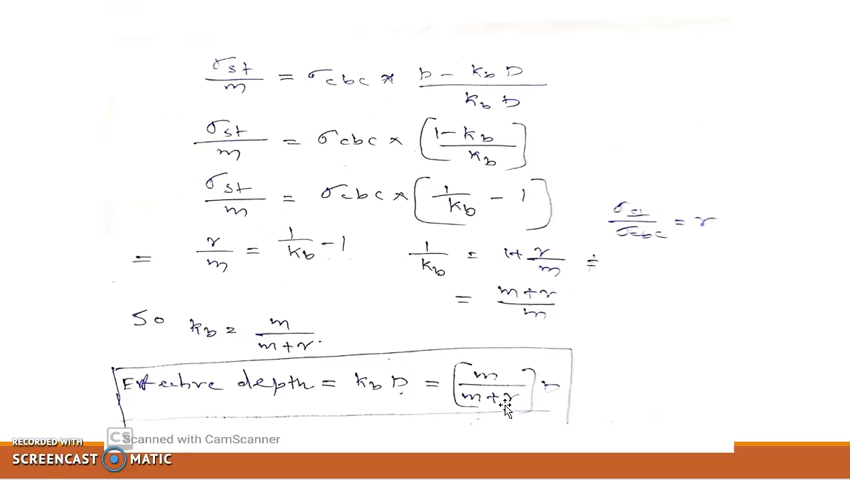 σst/m = σcbc × D - kb D / kb D
σst/m = σcbc × [1 - kb / kb]
σst/m = σcbc × [1/kb - 1]
σst/σcbc = r
= r/m = 1/kb - 1 1/kb = 1 + r/m ÷
= m + r / m
So kb = m / m + r.
Effective depth = kb D = [m / m + r] D
CS Scanned with CamScanner
RECORDED WITH
SCREENCAST MATIC